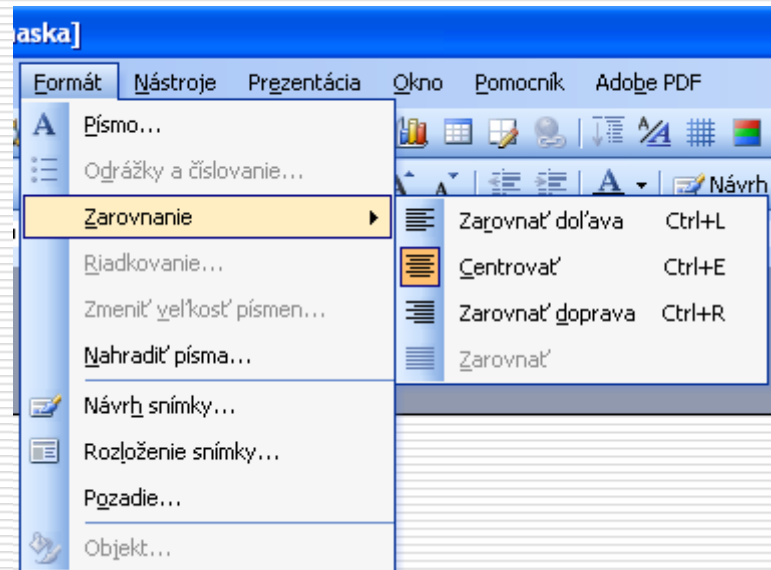 aska]
Formát Nástroje Prezentácia Okno Pomocník Adobe PDF
Písmo...
Odrážky a číslovanie...
Návrh
Zarovnanie
Zarovnať doľava Ctrl+L
Riadkovanie...
Centrovať Ctrl+E
Zmeniť veľkosť písmen...
Zarovnať doprava Ctrl+R
Nahradiť písma...
Zarovnať
Návrh snímky...
Rozloženie snímky...
Pozadie...
Objekt...